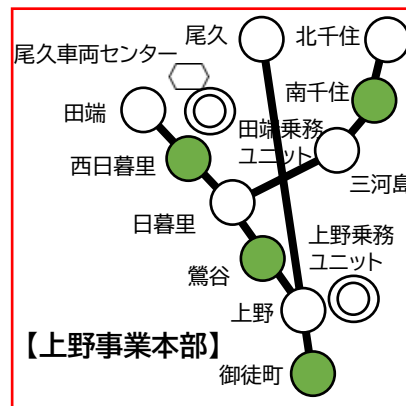 尾久
北千住
尾久車両センター
田端
南千住
田端乗務
ユニット
西日暮里
三河島
日暮里
上野乗務
ユニット
鶯谷
上野
【上野事業本部】
御徒町